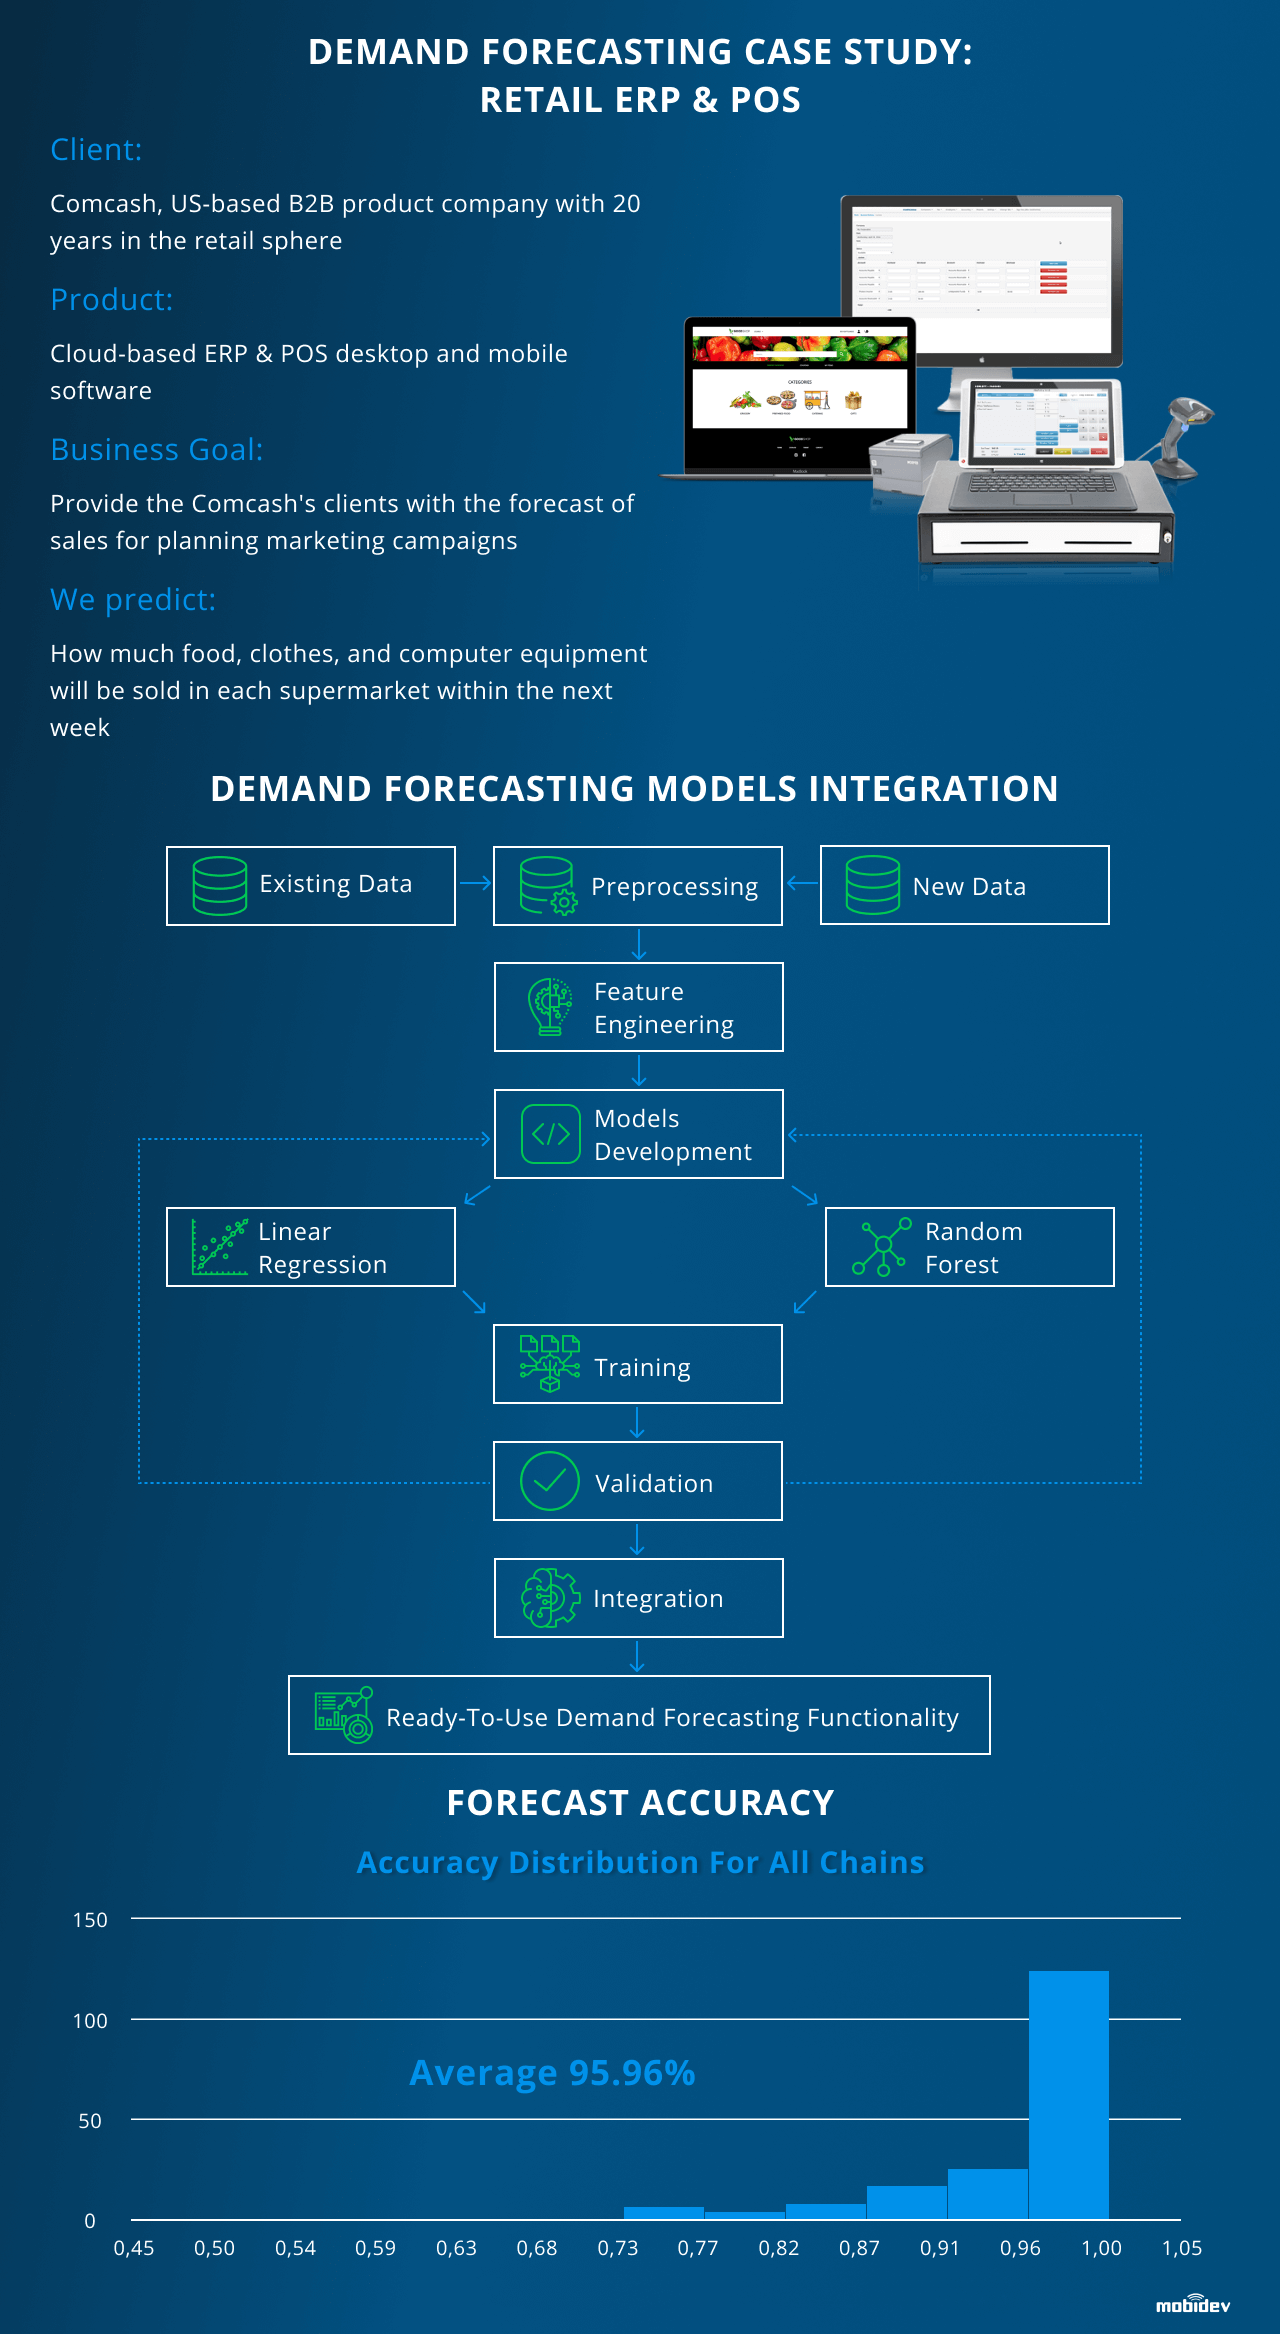 DEMAND FORECASTING CASE STUDY:
RETAIL ERP & POS
Client:
Comcash, US-based B2B product company with 20
years in the retail sphere
Product:
Cloud-based ERP & POS desktop and mobile
software
Business Goal:
Provide the Comcash's clients with the forecast of
sales for planning marketing campaigns
We predict:
How much food, clothes, and computer equipment
will be sold in each supermarket within the next
week
CATEGORIES
MacBook
DEMAND FORECASTING MODELS INTEGRATION
Existing Data
Preprocessing
New Data
Feature
Engineering
Models
Development
Linear
Regression
Random
Forest
Training
Validation
Integration
Ready-To-Use Demand Forecasting Functionality
FORECAST ACCURACY
Accuracy Distribution For All Chains
150
100
Average 95.96%
50
0
0,45 0,50 0,54 0,59 0,63 0,68 0,73 0,77 0,82 0,87 0,91 0,96 1,00 1,05
mobidev